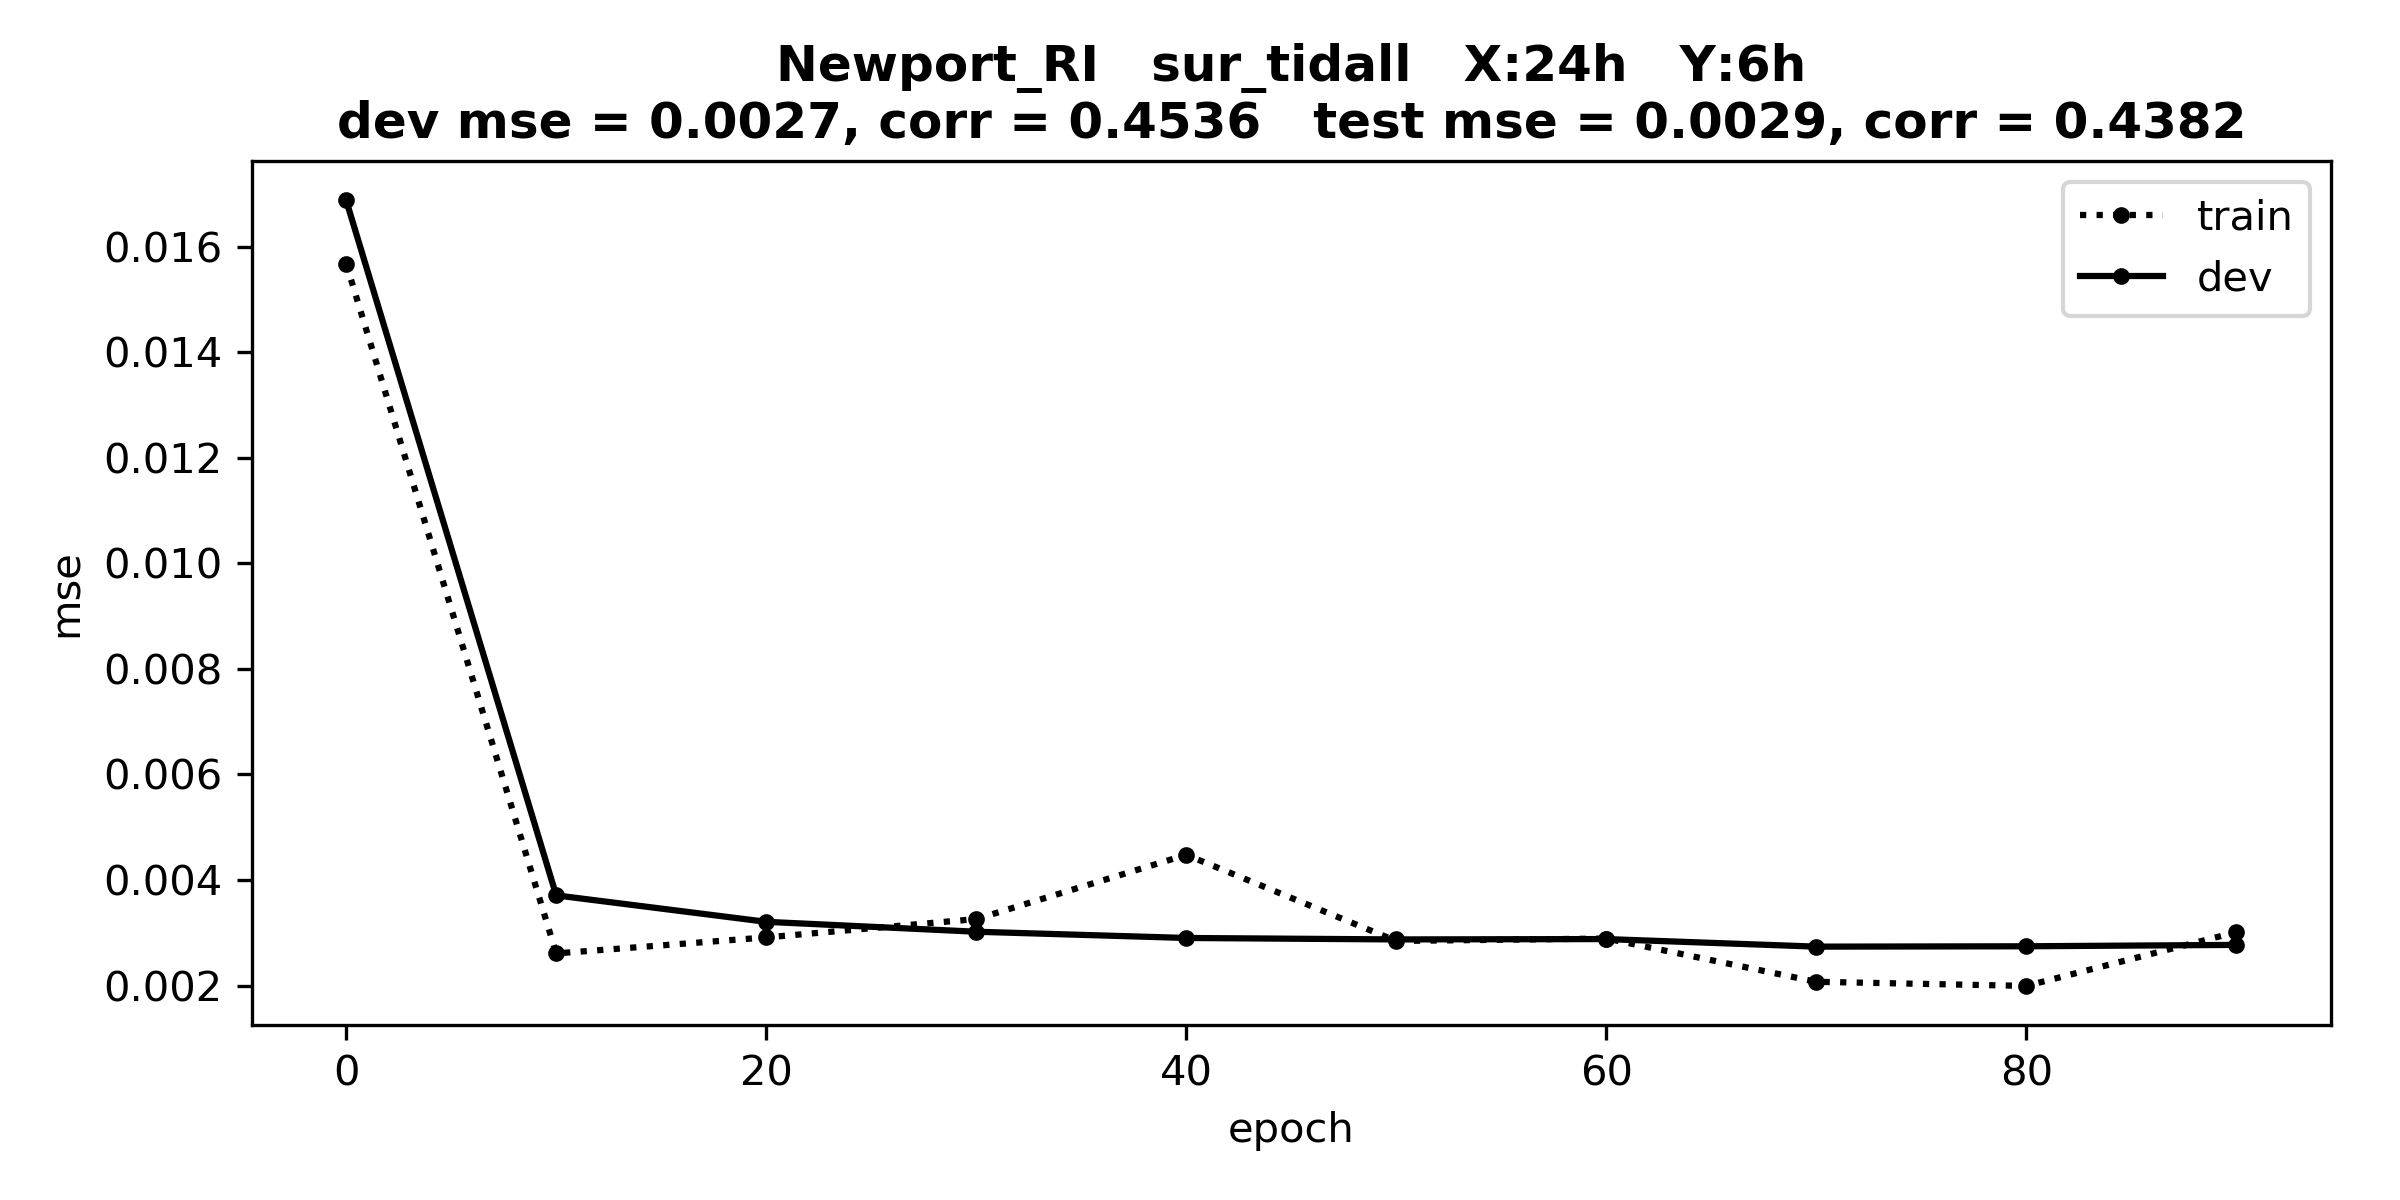 Newport_RI sur_tidall X:24h Y:6h
dev mse = 0.0027, corr = 0.4536 test mse = 0.0029, corr = 0.4382
train
dev
0.016
0.014
0.012
0.010
0.008
0.006
0.004
0.002
mse
0 20 40 60 80
epoch